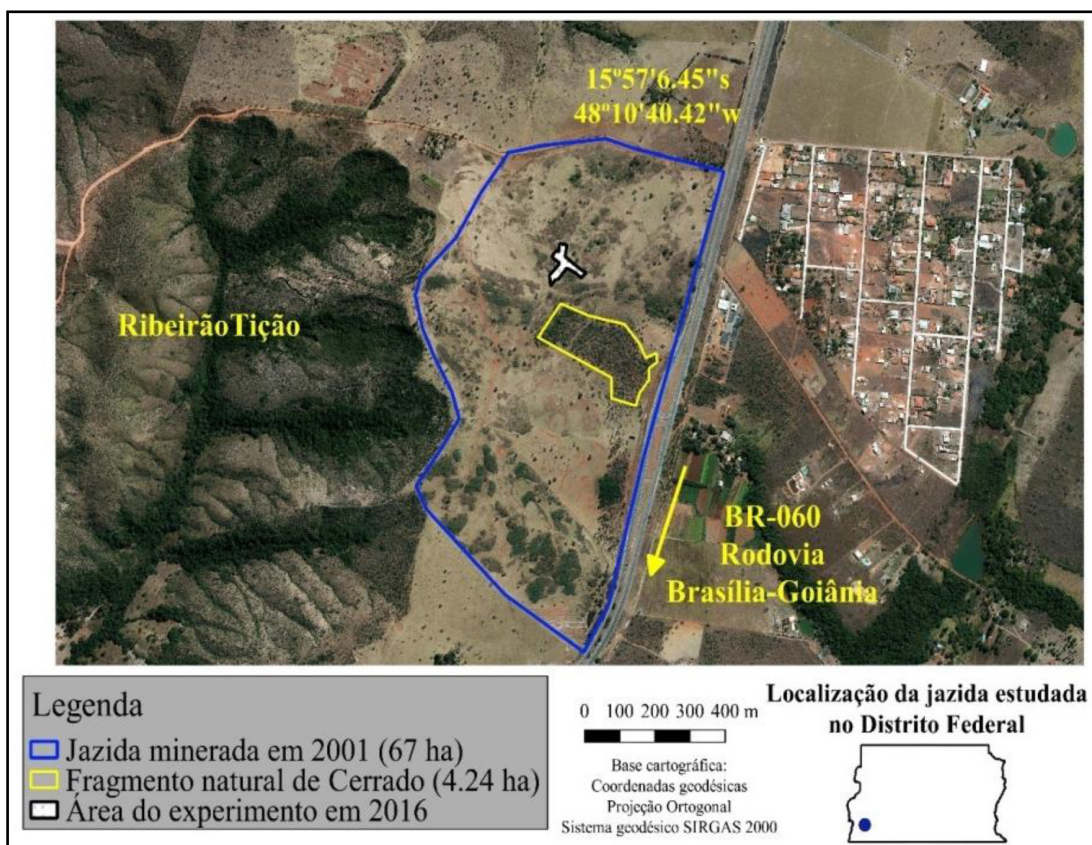 15º57'6.45"s
48º10'40.42"w
RibeirãoTição
BR-060
Rodovia
Brasília-Goiânia
Legenda
Jazida minerada em 2001 (67 ha)
Fragmento natural de Cerrado (4.24 ha)
Área do experimento em 2016
0 100 200 300 400 m
Base cartográfica:
Coordenadas geodésicas
Projeção Ortogonal
Sistema geodésico SIRGAS 2000
Localização da jazida estudada
no Distrito Federal